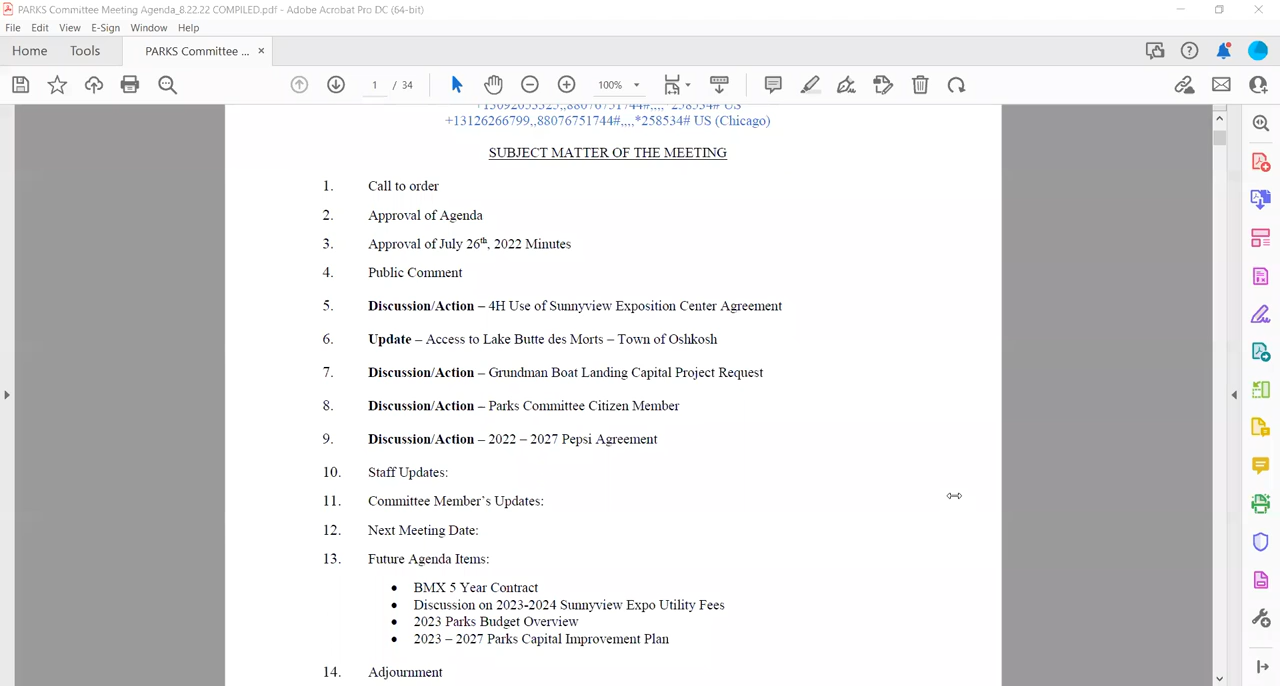 PARKS Committee Meeting Agenda_8.22.22 COMPILED.pdf - Adobe Acrobat Pro DC (64-bit)
File Edit View E-Sign Window Help
Home Tools PARKS Committee ... ×
1 / 34 100%
+13092053325,,88076751744#,,,,*258534# US
+13126266799,,88076751744#,,,,*258534# US (Chicago)
SUBJECT MATTER OF THE MEETING
1. Call to order
2. Approval of Agenda
3. Approval of July 26th, 2022 Minutes
4. Public Comment
5. Discussion/Action – 4H Use of Sunnyview Exposition Center Agreement
6. Update – Access to Lake Butte des Morts – Town of Oshkosh
7. Discussion/Action – Grundman Boat Landing Capital Project Request
8. Discussion/Action – Parks Committee Citizen Member
9. Discussion/Action – 2022 – 2027 Pepsi Agreement
10. Staff Updates:
11. Committee Member's Updates:
12. Next Meeting Date:
13. Future Agenda Items:
• BMX 5 Year Contract
• Discussion on 2023-2024 Sunnyview Expo Utility Fees
• 2023 Parks Budget Overview
• 2023 – 2027 Parks Capital Improvement Plan
14. Adjournment